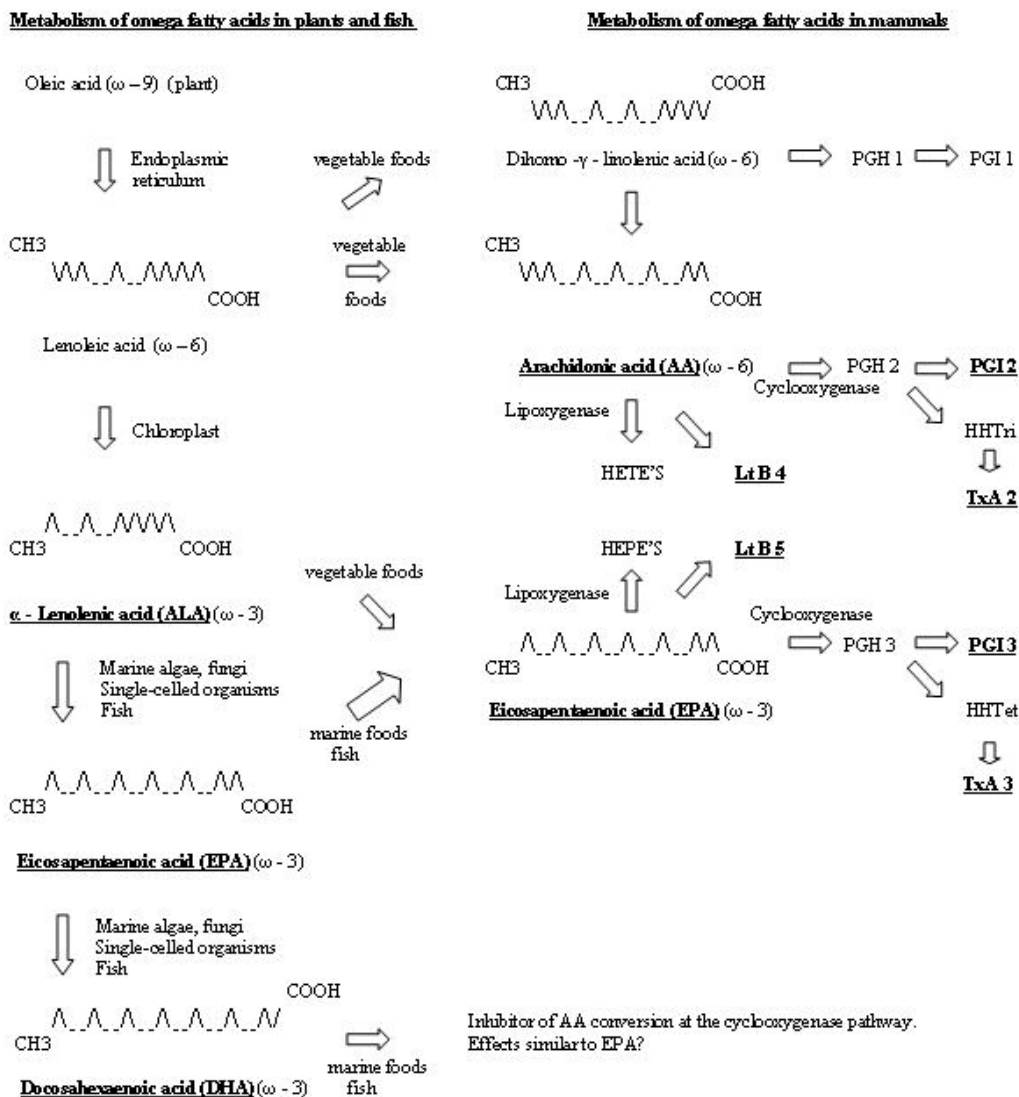 Metabolism of omega fatty acids in plants and fish
Oleic acid (ω – 9) (plant)
Endoplasmic
reticulum
vegetable foods
CH3
COOH
vegetable
foods
Lenoleic acid (ω – 6)
Chloroplast
CH3
COOH
vegetable foods
α - Lenolenic acid (ALA) (ω - 3)
Marine algae, fungi
Single-celled organisms
Fish
marine foods
fish
CH3
COOH
Eicosapentaenoic acid (EPA) (ω - 3)
Marine algae, fungi
Single-celled organisms
Fish
COOH
CH3
marine foods
fish
Docosahexaenoic acid (DHA) (ω - 3)
Metabolism of omega fatty acids in mammals
CH3
COOH
Dihomo -γ - linolenic acid (ω - 6)
PGH 1
PGI 1
CH3
COOH
Arachidonic acid (AA) (ω - 6)
PGH 2
PGI 2
Cyclooxygenase
Lipoxygenase
HHTri
HETE'S
LtB 4
TxA 2
HEPE'S
LtB 5
Lipoxygenase
Cyclooxygenase
PGH 3
PGI 3
CH3
COOH
Eicosapentaenoic acid (EPA) (ω - 3)
HHTet
TxA 3
Inhibitor of AA conversion at the cyclooxygenase pathway.
Effects similar to EPA?